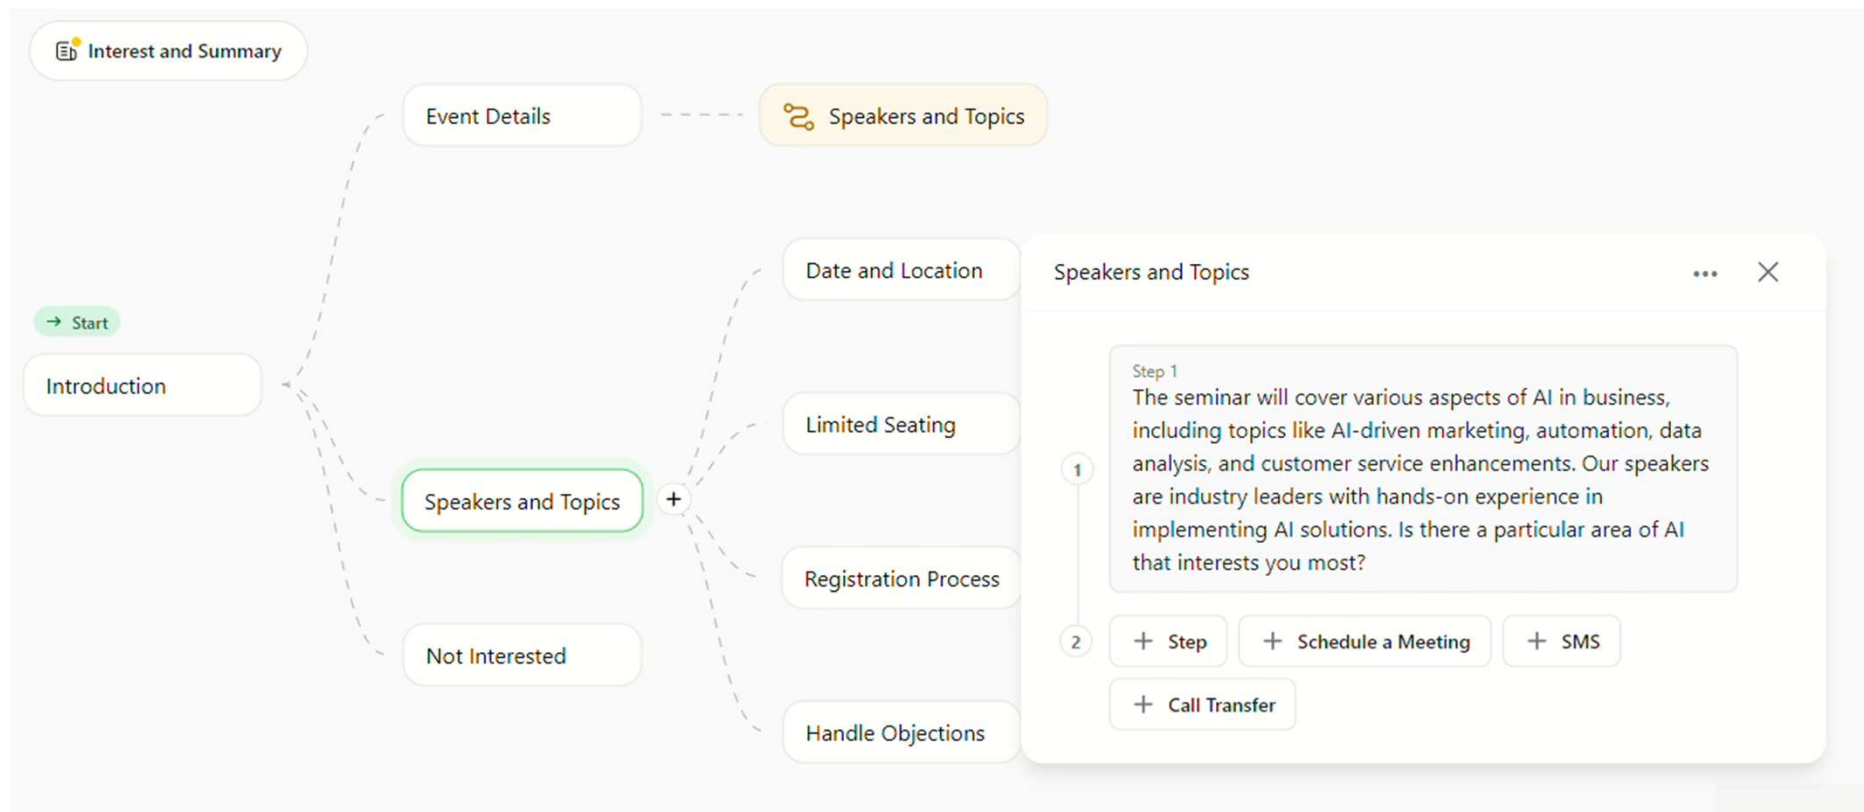 Interest and Summary
Event Details
Speakers and Topics
Start
Introduction
Speakers and Topics
Not Interested
Date and Location
Limited Seating
Registration Process
Handle Objections
Speakers and Topics
Step 1
The seminar will cover various aspects of AI in business,
including topics like AI-driven marketing, automation, data
analysis, and customer service enhancements. Our speakers
are industry leaders with hands-on experience in
implementing AI solutions. Is there a particular area of AI
that interests you most?
1
2
+ Step
+ Schedule a Meeting
+ SMS
+ Call Transfer